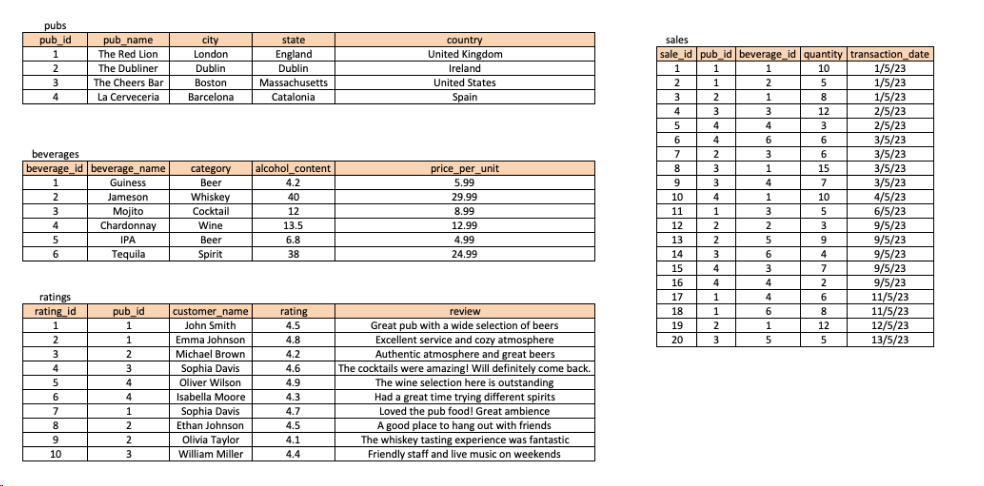 pubs
pub_id pub_name city state country
1 The Red Lion London England United Kingdom
2 The Dubliner Dublin Dublin Ireland
3 The Cheers Bar Boston Massachusetts United States
4 La Cerveceria Barcelona Catalonia Spain
beverages
beverage_id beverage_name category alcohol_content price_per_unit
1 Guiness Beer 4.2 5.99
2 Jameson Whiskey 40 29.99
3 Mojito Cocktail 12 8.99
4 Chardonnay Wine 13.5 12.99
5 IPA Beer 6.8 4.99
6 Tequila Spirit 38 24.99
ratings
rating_id pub_id customer_name rating review
1 1 John Smith 4.5 Great pub with a wide selection of beers
2 1 Emma Johnson 4.8 Excellent service and cozy atmosphere
3 2 Michael Brown 4.2 Authentic atmosphere and great beers
4 3 Sophia Davis 4.6 The cocktails were amazing! Will definitely come back.
5 4 Oliver Wilson 4.9 The wine selection here is outstanding
6 4 Isabella Moore 4.3 Had a great time trying different spirits
7 1 Sophia Davis 4.7 Loved the pub food! Great ambience
8 2 Ethan Johnson 4.5 A good place to hang out with friends
9 2 Olivia Taylor 4.1 The whiskey tasting experience was fantastic
10 3 William Miller 4.4 Friendly staff and live music on weekends
sales
sale_id pub_id beverage_id quantity transaction_date
1 1 1 10 1/5/23
2 1 2 5 1/5/23
3 2 1 8 1/5/23
4 3 3 12 2/5/23
5 4 4 3 2/5/23
6 4 6 6 3/5/23
7 2 3 6 3/5/23
8 3 1 15 3/5/23
9 3 4 7 3/5/23
10 4 1 10 4/5/23
11 1 3 5 6/5/23
12 2 2 3 9/5/23
13 2 5 9 9/5/23
14 3 6 4 9/5/23
15 4 3 7 9/5/23
16 4 4 2 9/5/23
17 1 4 6 11/5/23
18 1 6 8 11/5/23
19 2 1 12 12/5/23
20 3 5 5 13/5/23